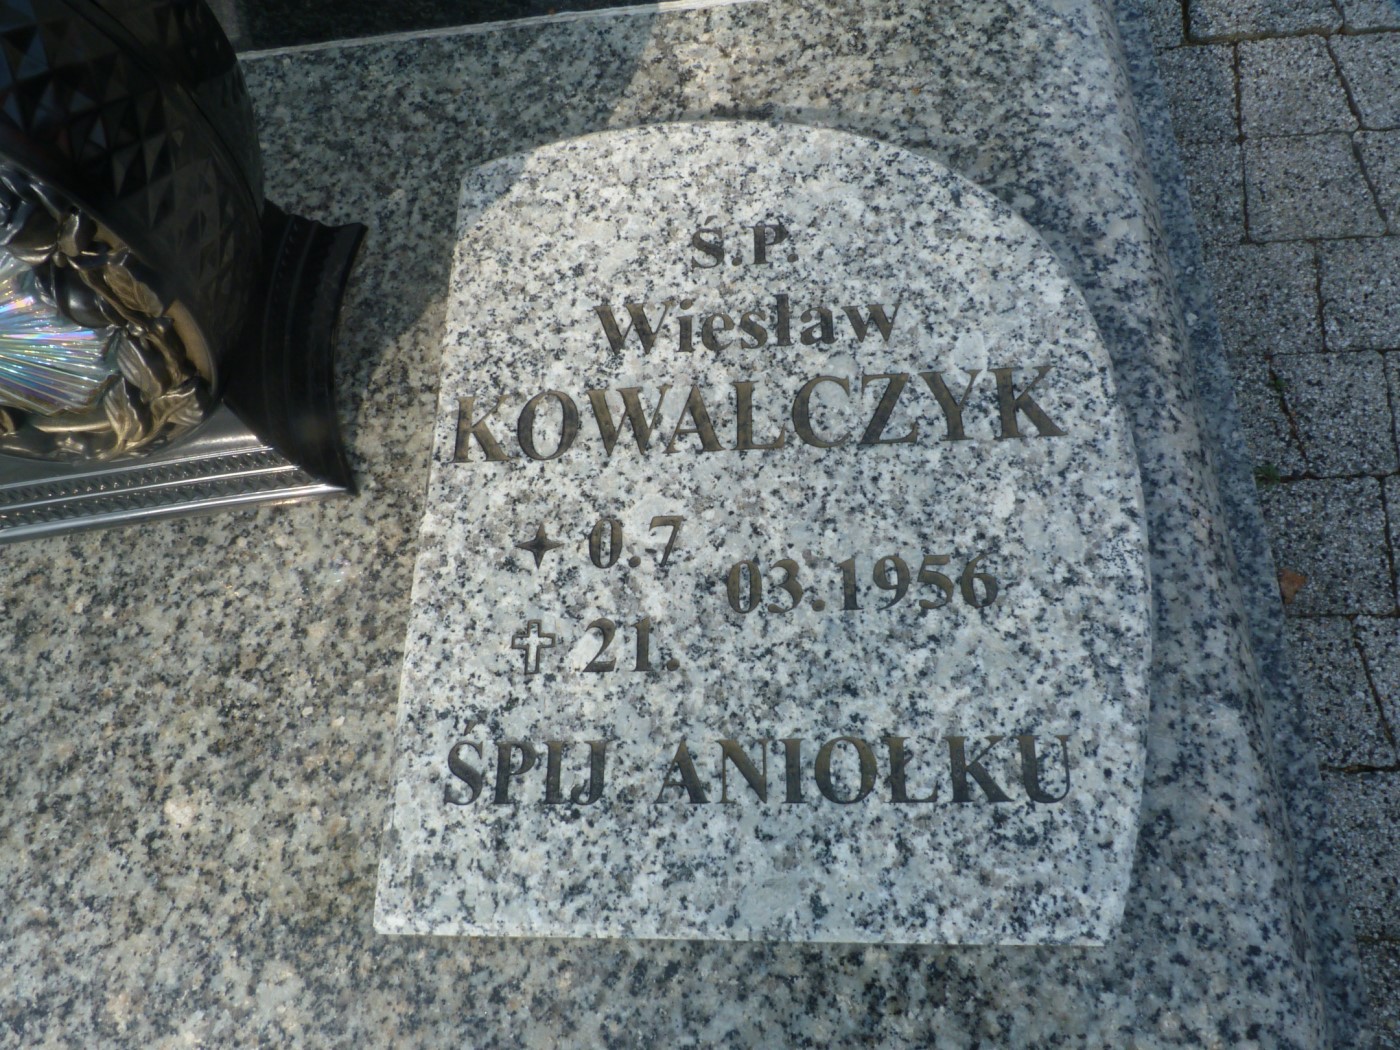 Ś.P.
Wiesław
KOWALCZYK
0.7
03.1956
21.
ŚPIJ ANIOŁKU